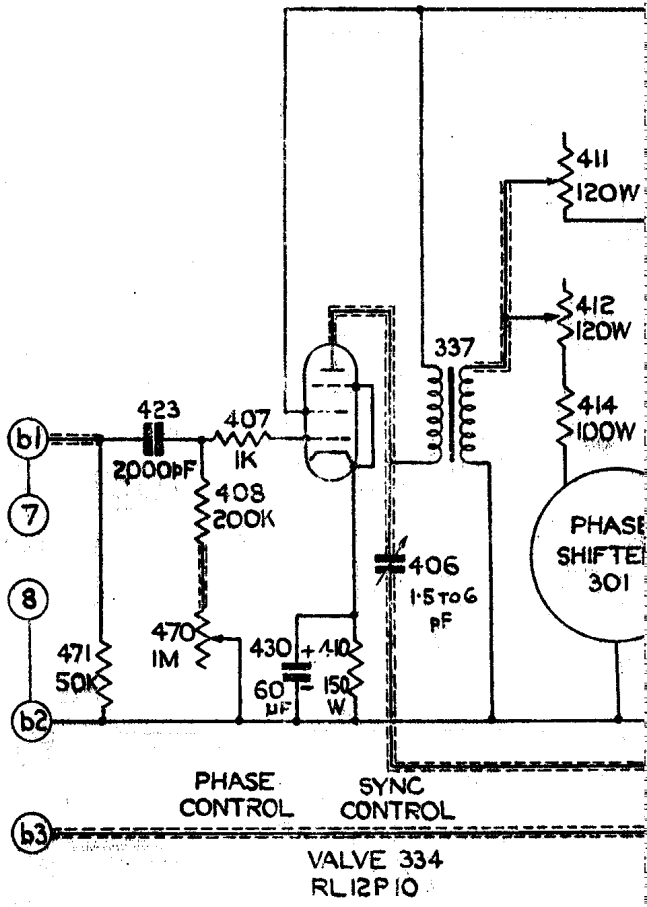 411
120W
412
120W
337
414
100W
423
2000pF
407
1K
b1
7
408
200K
PHASE
SHIFTE
301
406
1·5 TO 6
pF
8
470
1M
430
+
410
471
50K
60
µF
–
150
W
b2
PHASE
CONTROL
SYNC
CONTROL
b3
VALVE 334
RL12P10